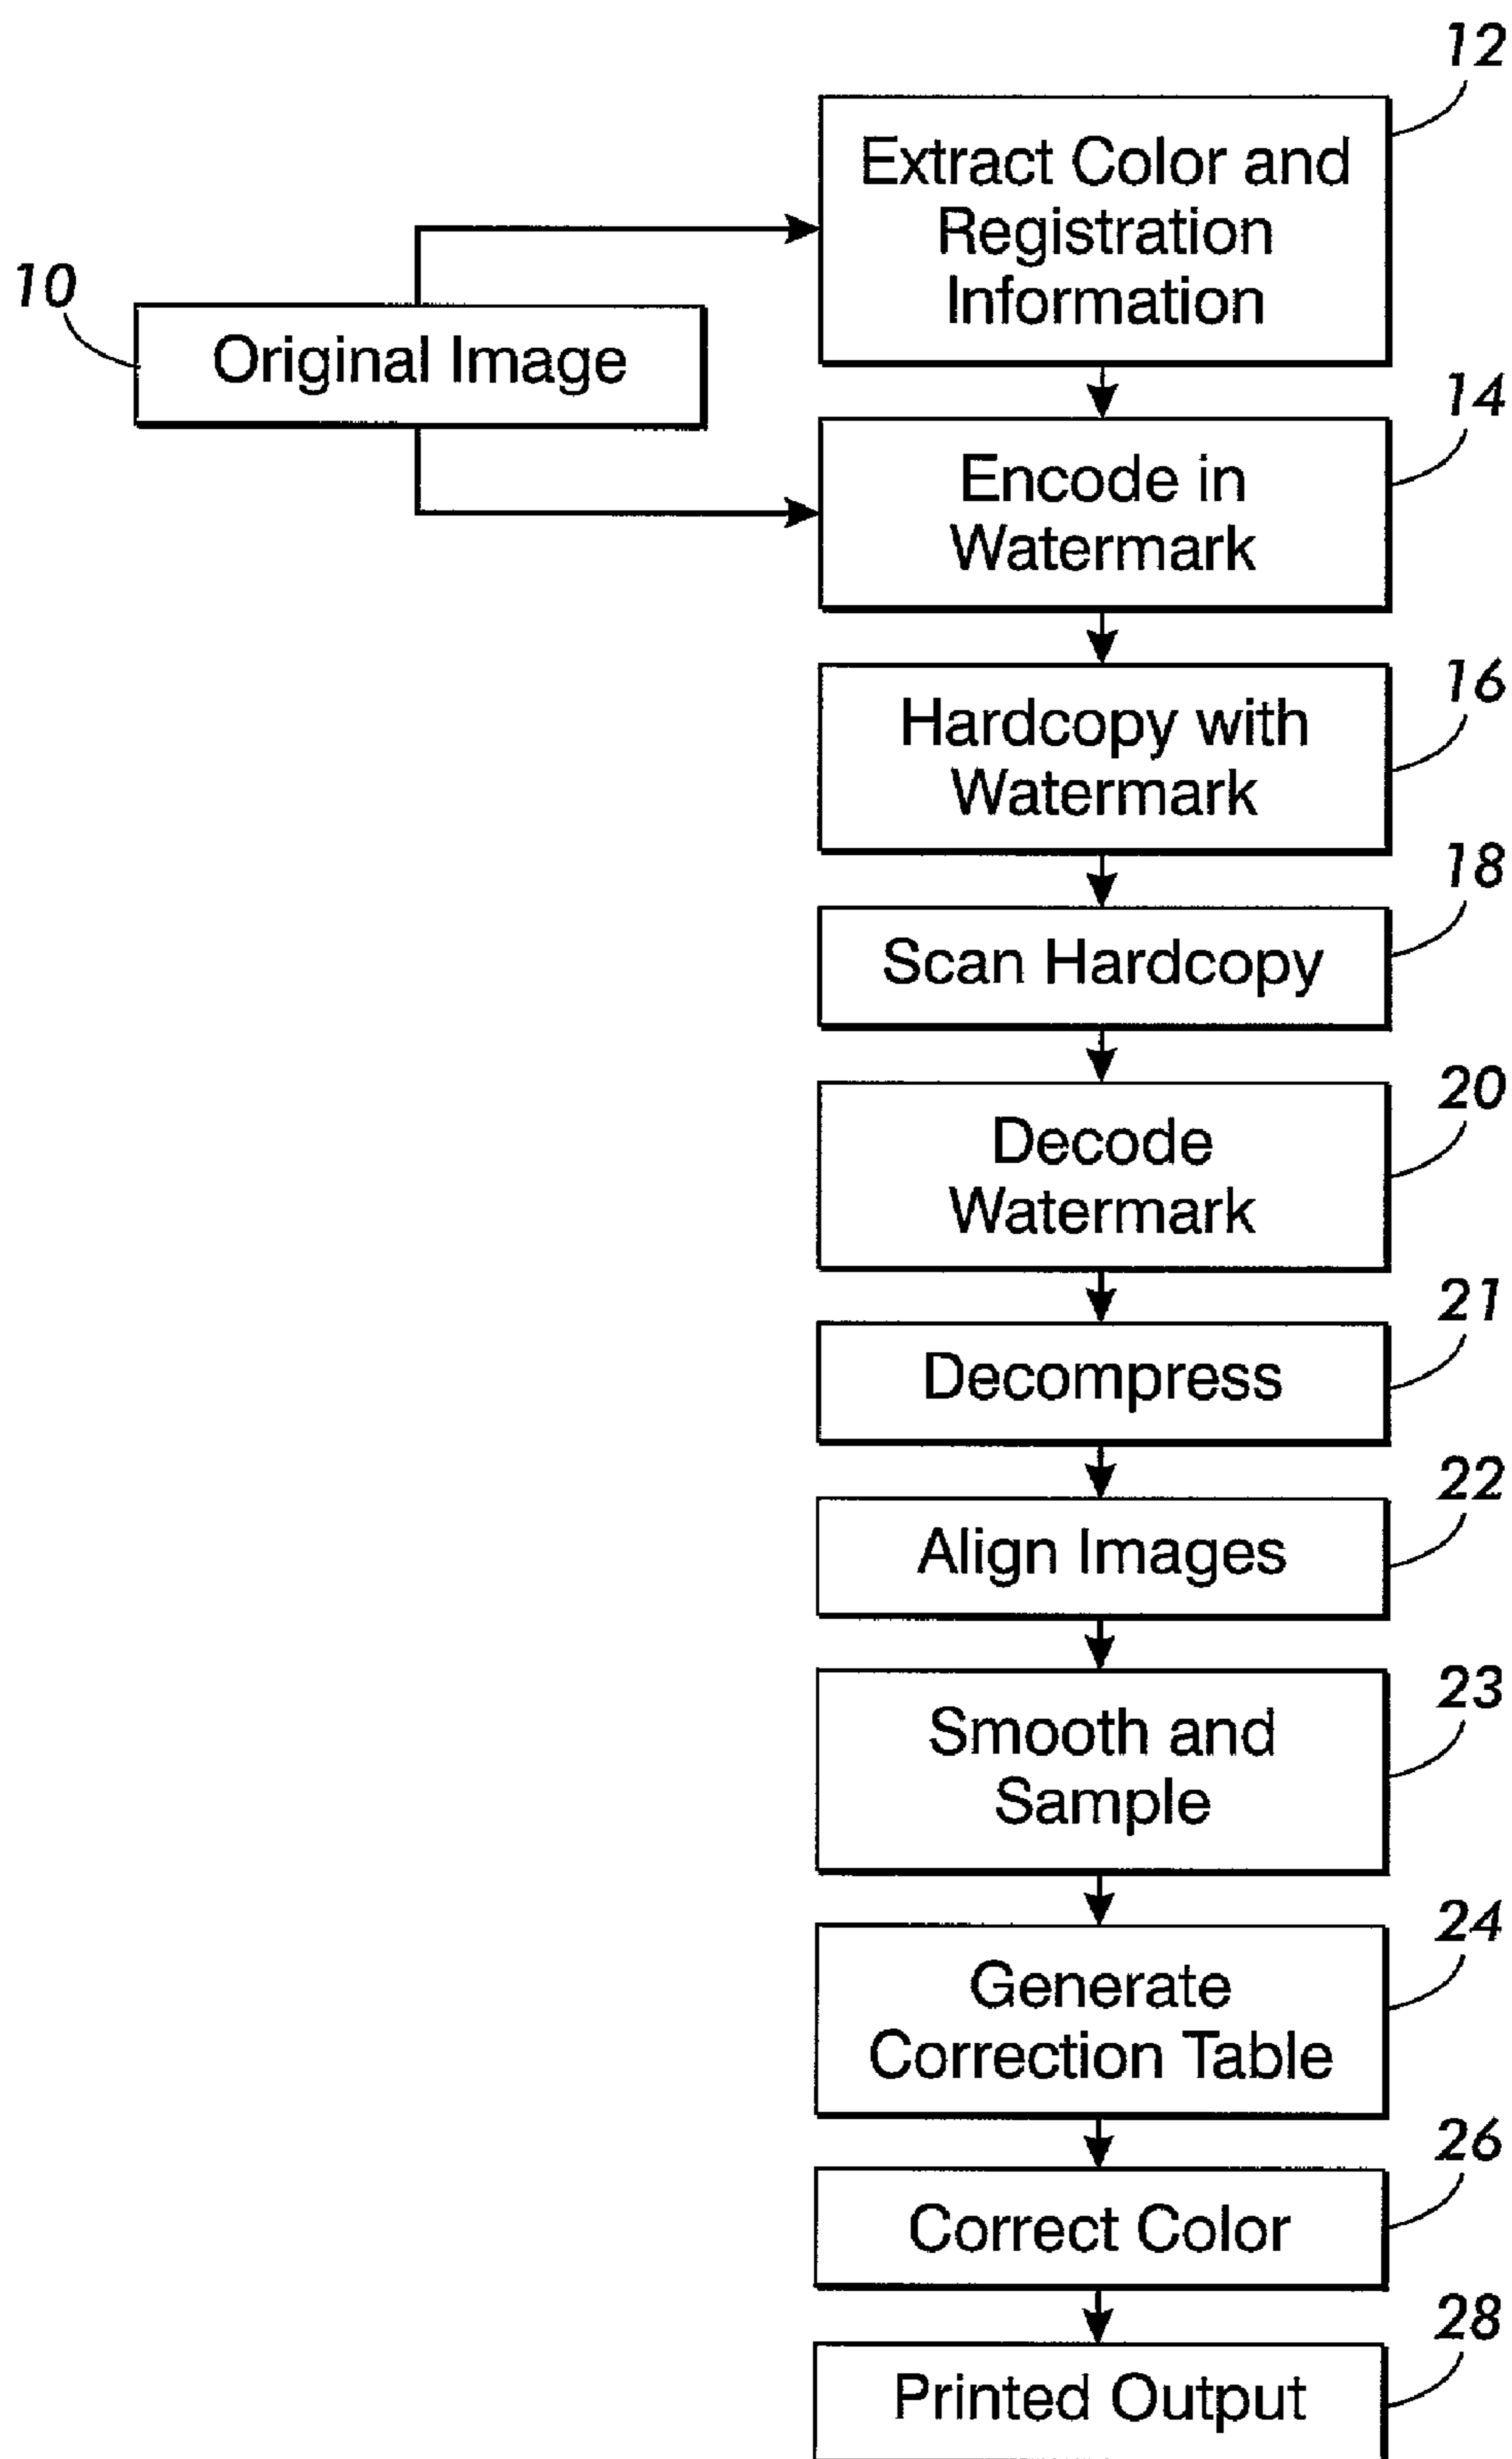 12
Extract Color and
Registration
Information
10
Original Image
14
Encode in
Watermark
16
Hardcopy with
Watermark
18
Scan Hardcopy
20
Decode
Watermark
21
Decompress
22
Align Images
23
Smooth and
Sample
24
Generate
Correction Table
26
Correct Color
28
Printed Output